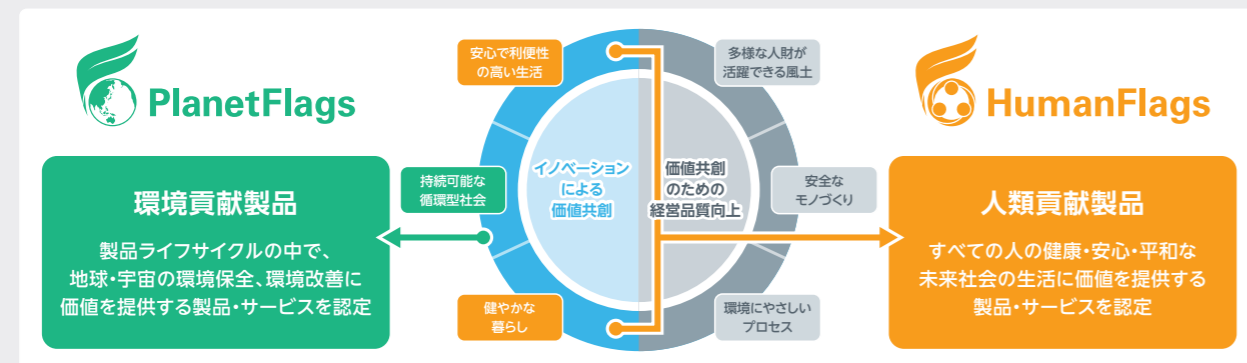 PlanetFlags
環境貢献製品
製品ライフサイクルの中で、
地球・宇宙の環境保全、環境改善に
価値を提供する製品・サービスを認定
安心で利便性
の高い生活
持続可能な
循環型社会
健やかな
暮らし
イノベーション
による
価値共創
価値共創
のための
経営品質向上
多様な人財が
活躍できる風土
安全な
モノづくり
環境にやさしい
プロセス
HumanFlags
人類貢献製品
すべての人の健康・安心・平和な
未来社会の生活に価値を提供する
製品・サービスを認定